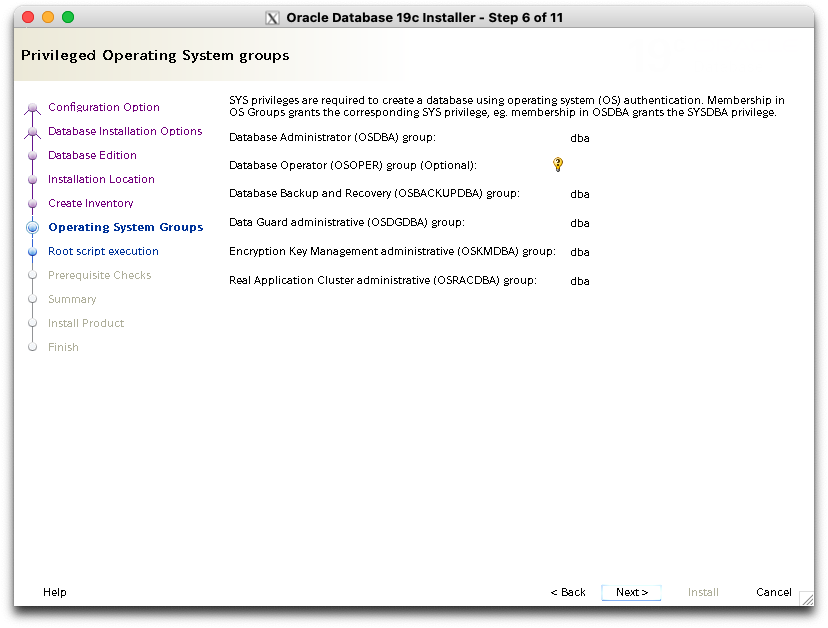 Oracle Database 19c Installer - Step 6 of 11
Privileged Operating System groups
Configuration Option
Database Installation Options
Database Edition
Installation Location
Create Inventory
Operating System Groups
Root script execution
Prerequisite Checks
Summary
Install Product
Finish
SYS privileges are required to create a database using operating system (OS) authentication. Membership in
OS Groups grants the corresponding SYS privilege, eg. membership in OSDBA grants the SYSDBA privilege.
Database Administrator (OSDBA) group: dba
Database Operator (OSOPER) group (Optional):
Database Backup and Recovery (OSBACKUPDBA) group: dba
Data Guard administrative (OSDGDBA) group: dba
Encryption Key Management administrative (OSKMDBA) group: dba
Real Application Cluster administrative (OSRACDBA) group: dba
Help < Back Next > Install Cancel